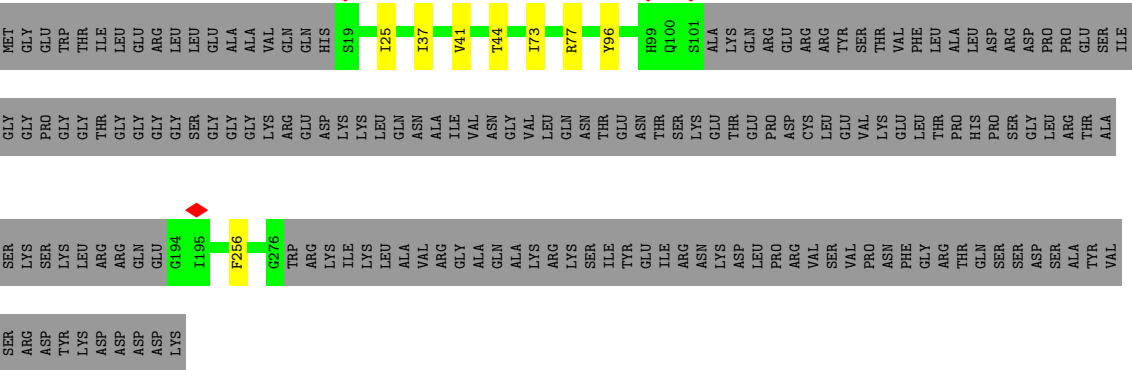 MET GLY GLU TRP THR ILE LEU GLU ARG LEU LEU GLU ALA ALA VAL GLN GLN HIS S19 I25 I37 V41 T44 I73 R77 Y96 H99 Q100 S101 ALA LYS GLN ARG GLU ARG ARG TYR SER THR VAL PHE LEU ALA LEU ASP ARG ASP PRO PRO GLU SER ILE
GLY GLY PRO GLY GLY THR GLY GLY GLY GLY SER GLY GLY GLY LYS ARG GLU ASP LYS LYS LEU GLN ASN ALA ILE VAL ASN GLY VAL LEU GLN ASN THR GLU ASN THR SER LYS GLU THR GLU PRO ASP CYS LEU GLU VAL LYS GLU LEU THR PRO HIS PRO SER GLY LEU ARG THR ALA
SER LYS SER SER LYS LEU ARG ARG GLN GLU G194 I195 F256 G276 TRP ARG LYS ILE LYS LEU ALA VAL ARG GLY ALA GLN ALA LYS ARG LYS SER ILE TYR GLU ILE ARG ASN LYS ASP LEU PRO ARG VAL SER VAL PRO ASN PHE GLY ARG THR GLN SER SER ASP SER ALA TYR VAL
SER ARG ASP TYR LYS ASP ASP ASP ASP LYS